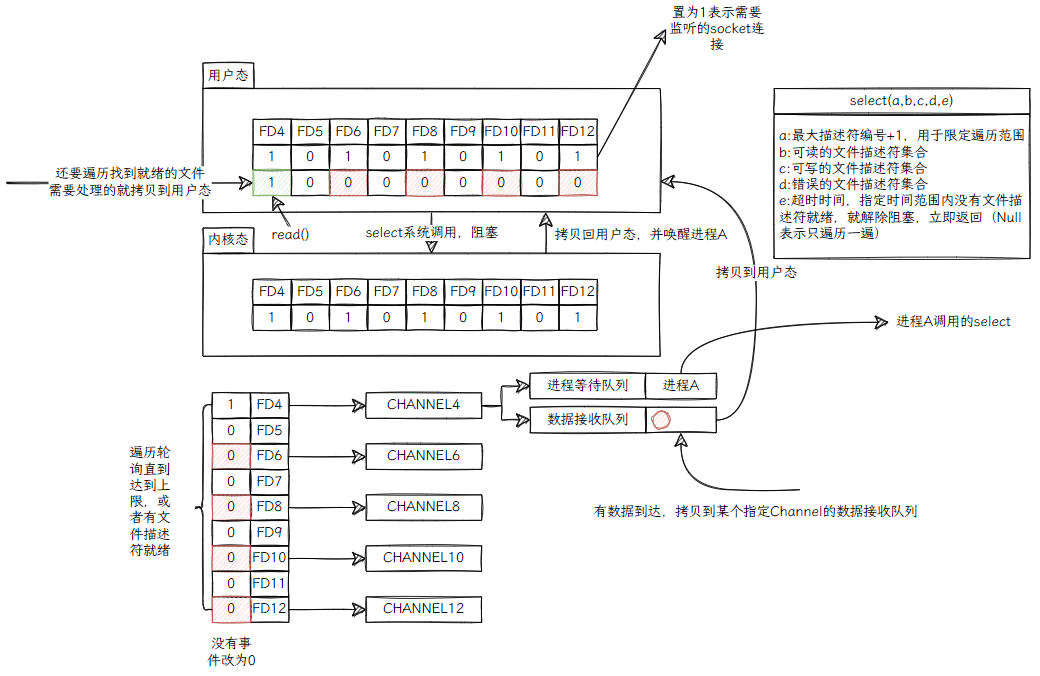 置为1表示需要
监听的socket连
接
用户态
FD4 FD5 FD6 FD7 FD8 FD9 FD10 FD11 FD12
1 0 1 0 1 0 1 0 1
1 0 0 0 0 0 0 0 0
还要遍历找到就绪的文件
需要处理的就拷贝到用户态
read()
select系统调用，阻塞
拷贝回用户态，并唤醒进程A
内核态
FD4 FD5 FD6 FD7 FD8 FD9 FD10 FD11 FD12
1 0 1 0 1 0 1 0 1
select(a,b,c,d,e)
a:最大描述符编号+1，用于限定遍历范围
b:可读的文件描述符集合
c:可写的文件描述符集合
d:错误的文件描述符集合
e:超时时间，指定时间范围内没有文件描
述符就绪，就解除阻塞，立即返回（Null
表示只遍历一遍）
拷贝到用户态
进程A调用的select
进程等待队列 进程A
数据接收队列
有数据到达，拷贝到某个指定Channel的数据接收队列
遍历轮
询直到
达到上
限，或
者有文
件描述
符就绪
1 FD4 CHANNEL4
0 FD5
0 FD6 CHANNEL6
0 FD7
0 FD8 CHANNEL8
0 FD9
0 FD10 CHANNEL10
0 FD11
0 FD12 CHANNEL12
没有事
件改为0